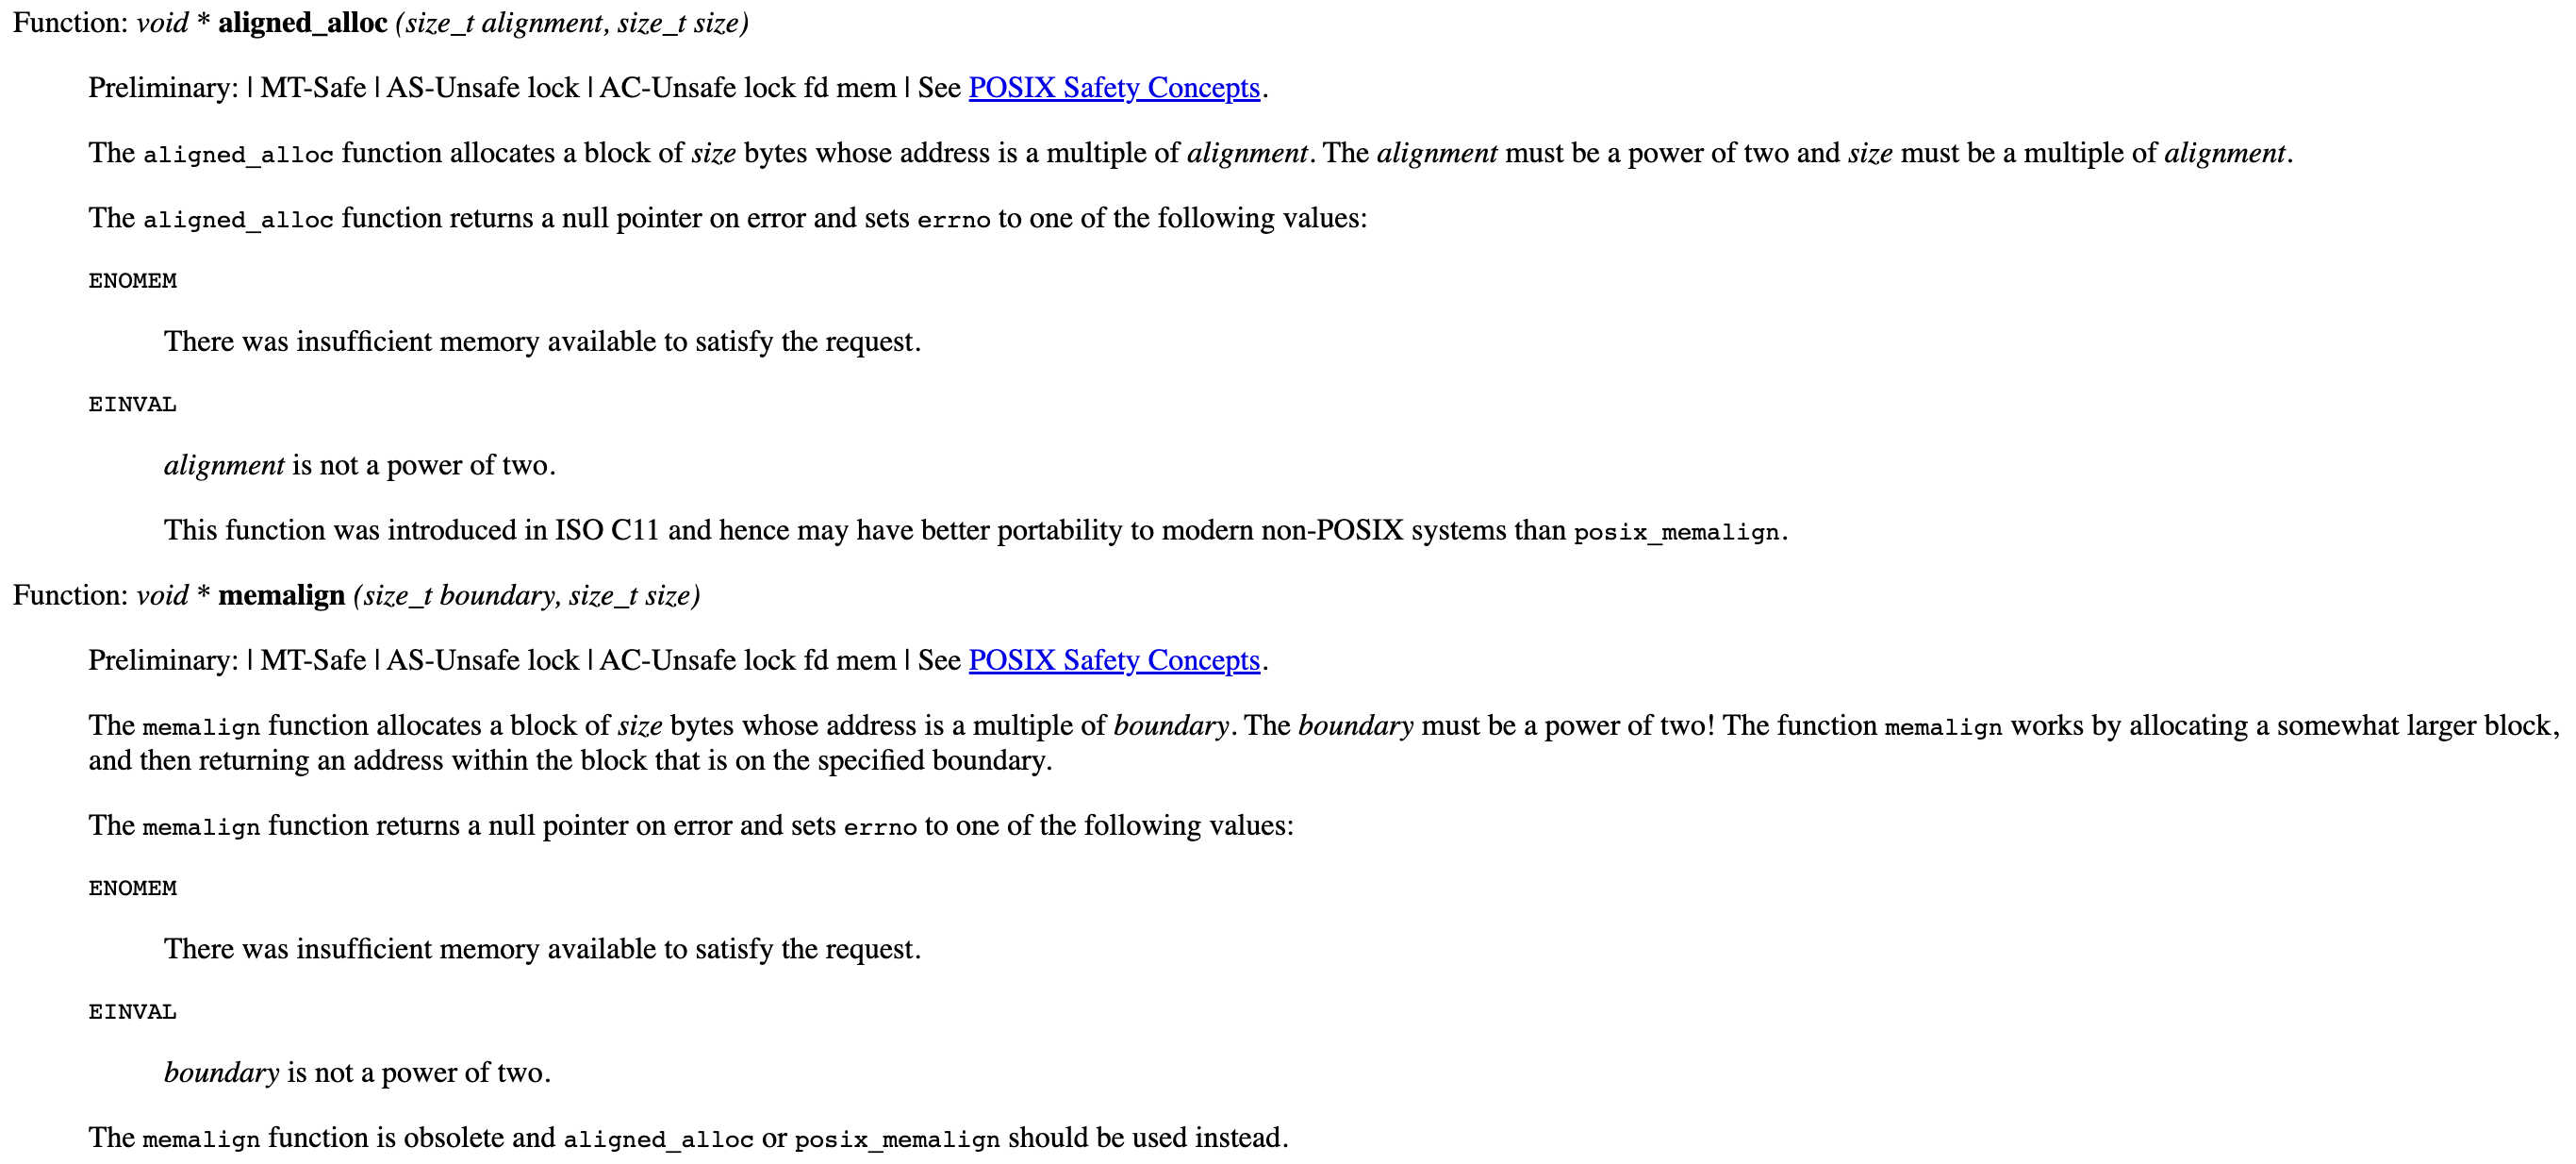 Function: void * aligned_alloc (size_t alignment, size_t size)
Preliminary: | MT-Safe | AS-Unsafe lock | AC-Unsafe lock fd mem | See POSIX Safety Concepts.
The aligned_alloc function allocates a block of size bytes whose address is a multiple of alignment. The alignment must be a power of two and size must be a multiple of alignment.
The aligned_alloc function returns a null pointer on error and sets errno to one of the following values:
ENOMEM
There was insufficient memory available to satisfy the request.
EINVAL
alignment is not a power of two.
This function was introduced in ISO C11 and hence may have better portability to modern non-POSIX systems than posix_memalign.
Function: void * memalign (size_t boundary, size_t size)
Preliminary: | MT-Safe | AS-Unsafe lock | AC-Unsafe lock fd mem | See POSIX Safety Concepts.
The memalign function allocates a block of size bytes whose address is a multiple of boundary. The boundary must be a power of two! The function memalign works by allocating a somewhat larger block,
and then returning an address within the block that is on the specified boundary.
The memalign function returns a null pointer on error and sets errno to one of the following values:
ENOMEM
There was insufficient memory available to satisfy the request.
EINVAL
boundary is not a power of two.
The memalign function is obsolete and aligned_alloc or posix_memalign should be used instead.